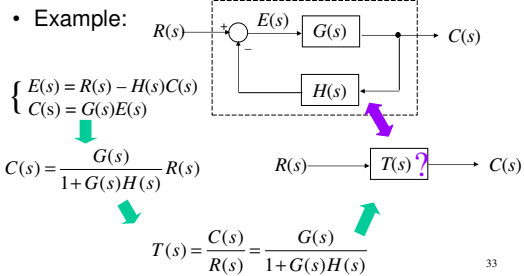 • Example:
R(s) + − E(s) G(s) C(s)
H(s)
{ E(s) = R(s) − H(s)C(s)
C(s) = G(s)E(s)
C(s) = G(s) / 1 + G(s)H(s) R(s)
R(s) T(s) ? C(s)
T(s) = C(s) / R(s) = G(s) / 1 + G(s)H(s)
33